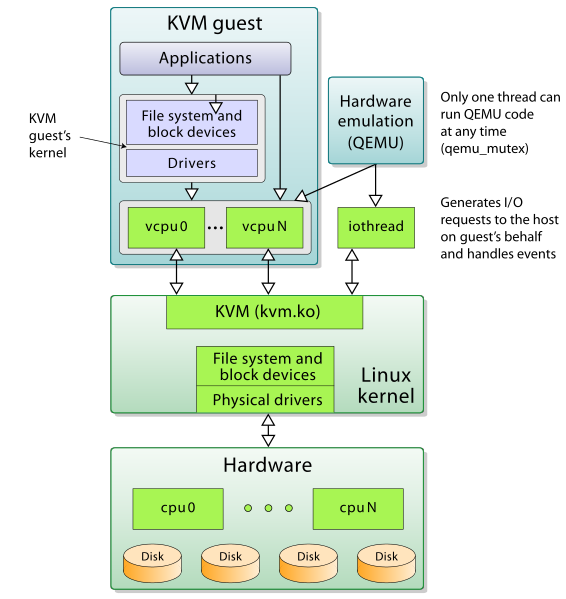 KVM guest
Applications
File system and
block devices
Drivers
KVM
guest's
kernel
Hardware
emulation
(QEMU)
Only one thread can
run QEMU code
at any time
(qemu_mutex)
vcpu0
...
vcpuN
iothread
Generates I/O
requests to the host
on guest's behalf
and handles events
KVM (kvm.ko)
File system and
block devices
Physical drivers
Linux
kernel
Hardware
cpu0
cpuN
Disk
Disk
Disk
Disk